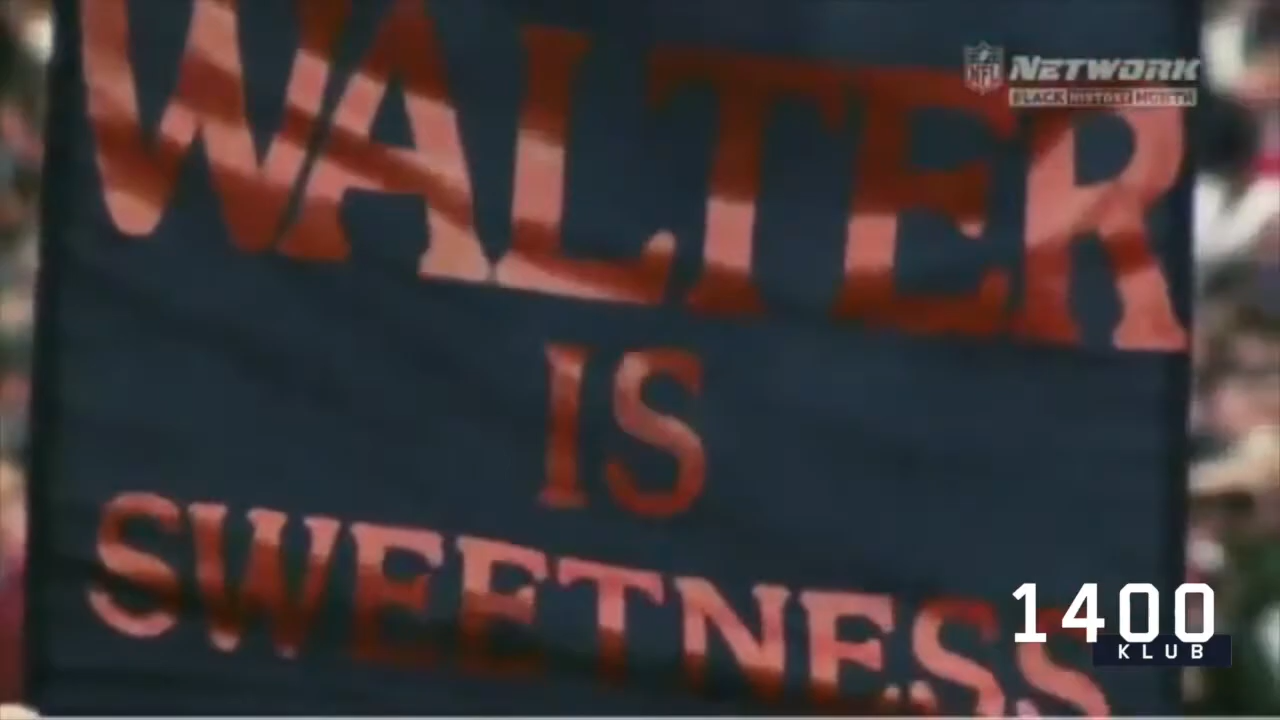 WALTER
NFL NETWORK
BLACK HISTORY MONTH
IS
SWEETNESS
1400
KLUB